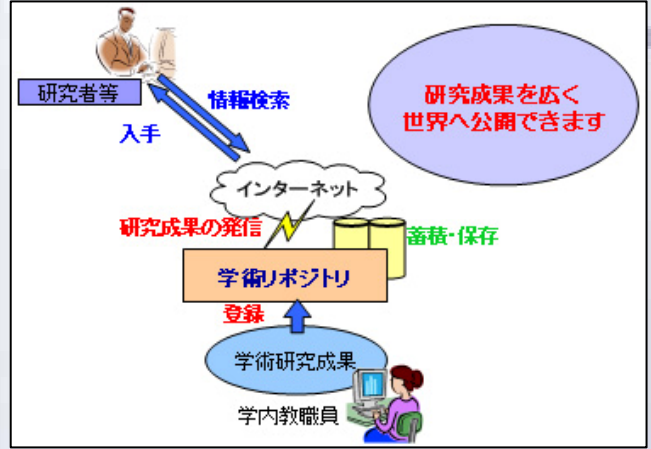 研究者等
情報検索
入手
研究成果を広く
世界へ公開できます
インターネット
研究成果の発信
蓄積・保存
学術リポジトリ
登録
学術研究成果
学内教職員